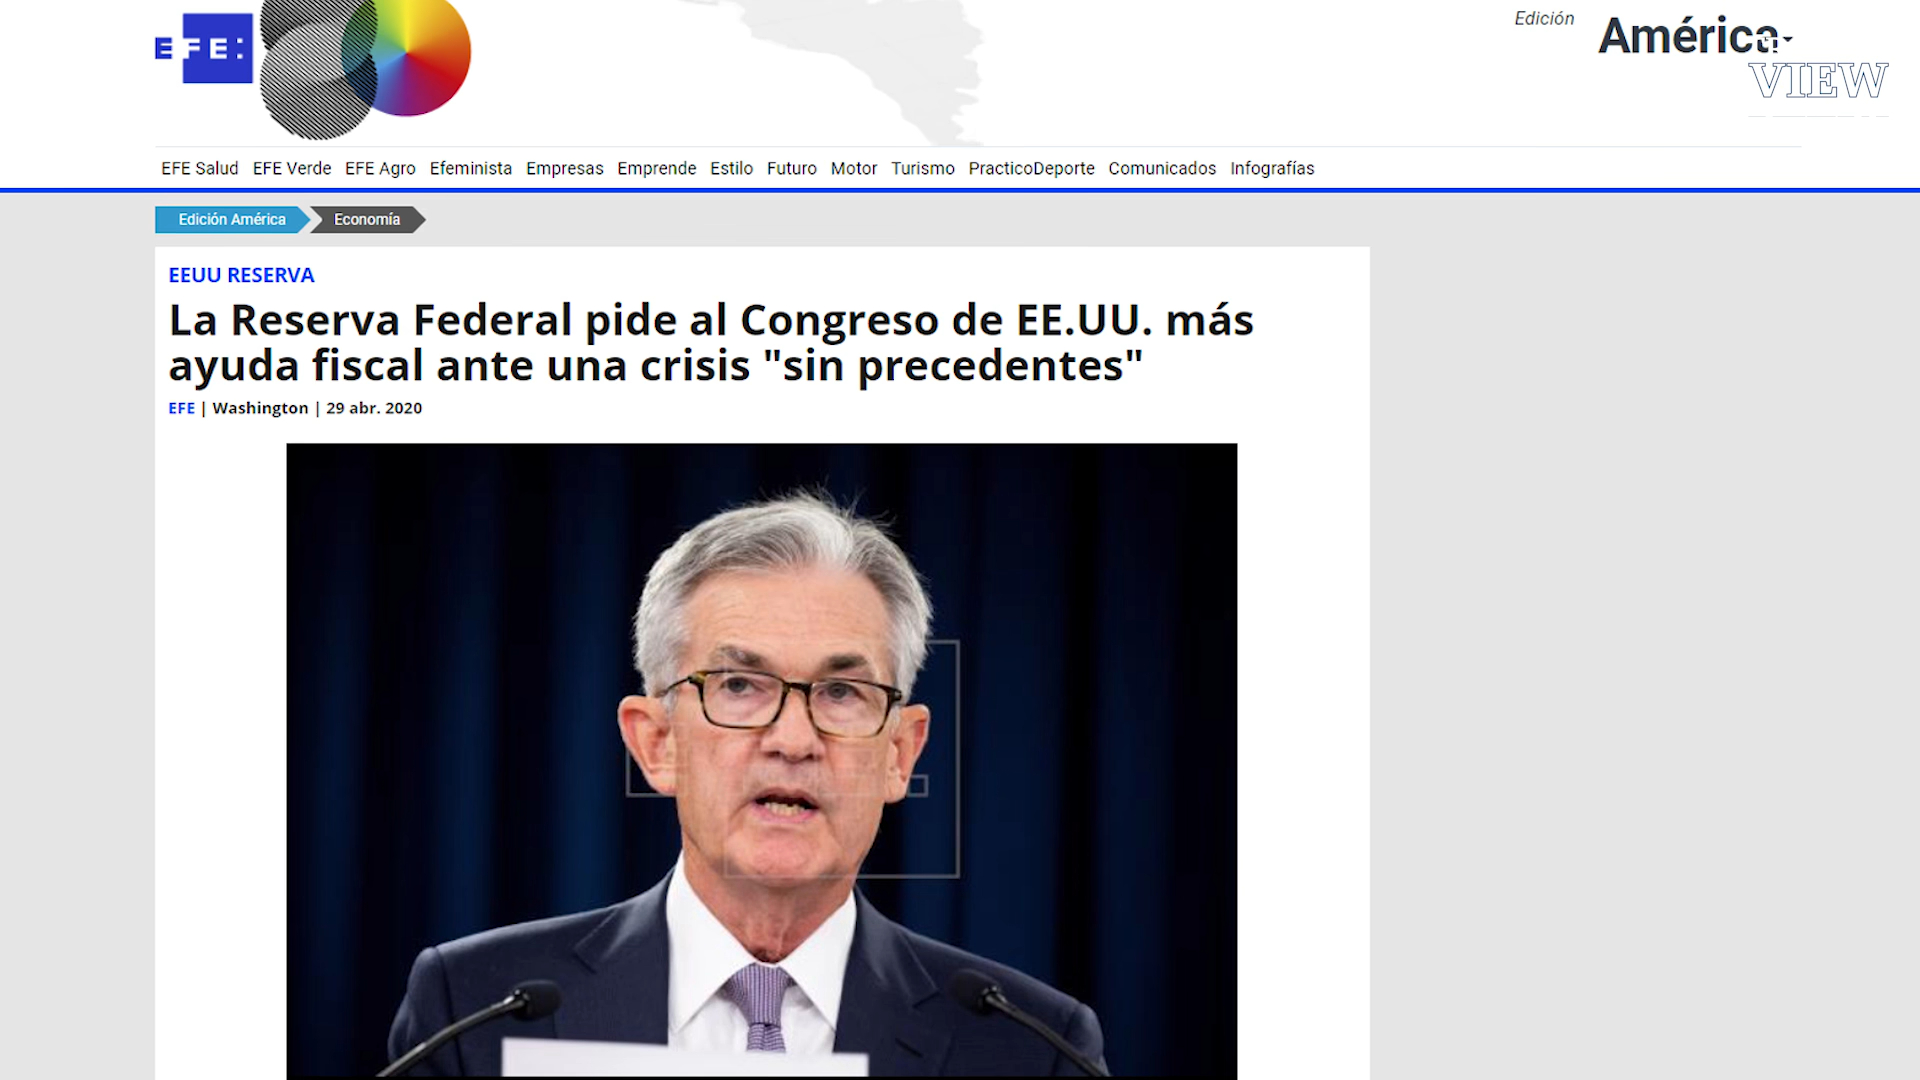 EFE:
Edición
América
VIEW
EFE Salud EFE Verde EFE Agro Efeminista Empresas Emprende Estilo Futuro Motor Turismo PracticoDeporte Comunicados Infografías
Edición América Economía
EEUU RESERVA
La Reserva Federal pide al Congreso de EE.UU. más
ayuda fiscal ante una crisis "sin precedentes"
EFE | Washington | 29 abr. 2020